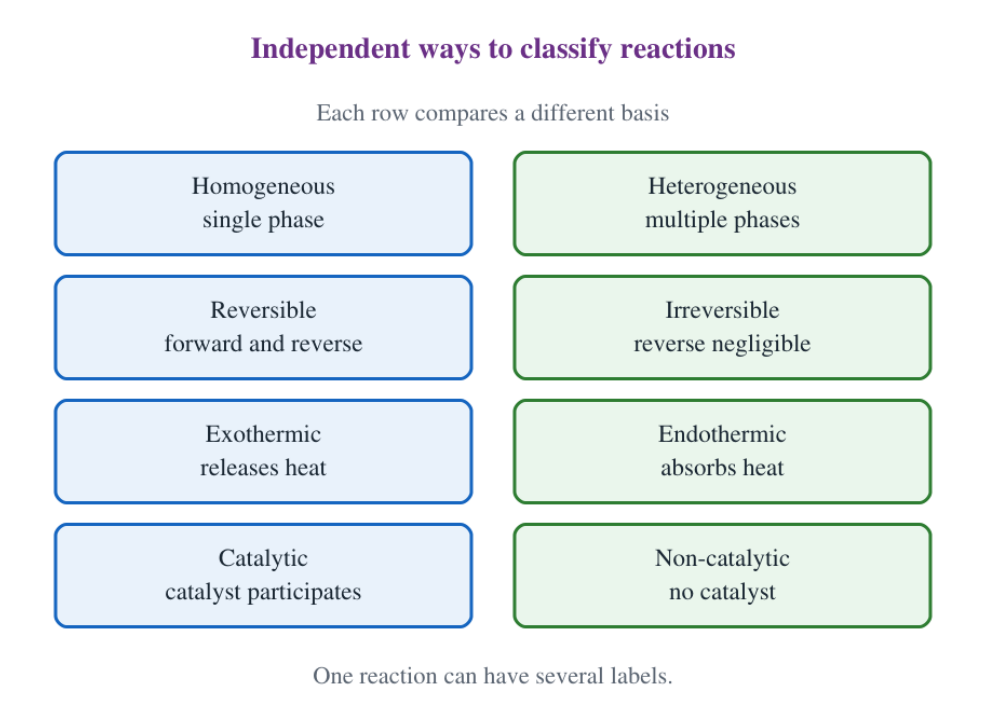 Independent ways to classify reactions
Each row compares a different basis
Homogeneous
single phase
Heterogeneous
multiple phases
Reversible
forward and reverse
Irreversible
reverse negligible
Exothermic
releases heat
Endothermic
absorbs heat
Catalytic
catalyst participates
Non-catalytic
no catalyst
One reaction can have several labels.